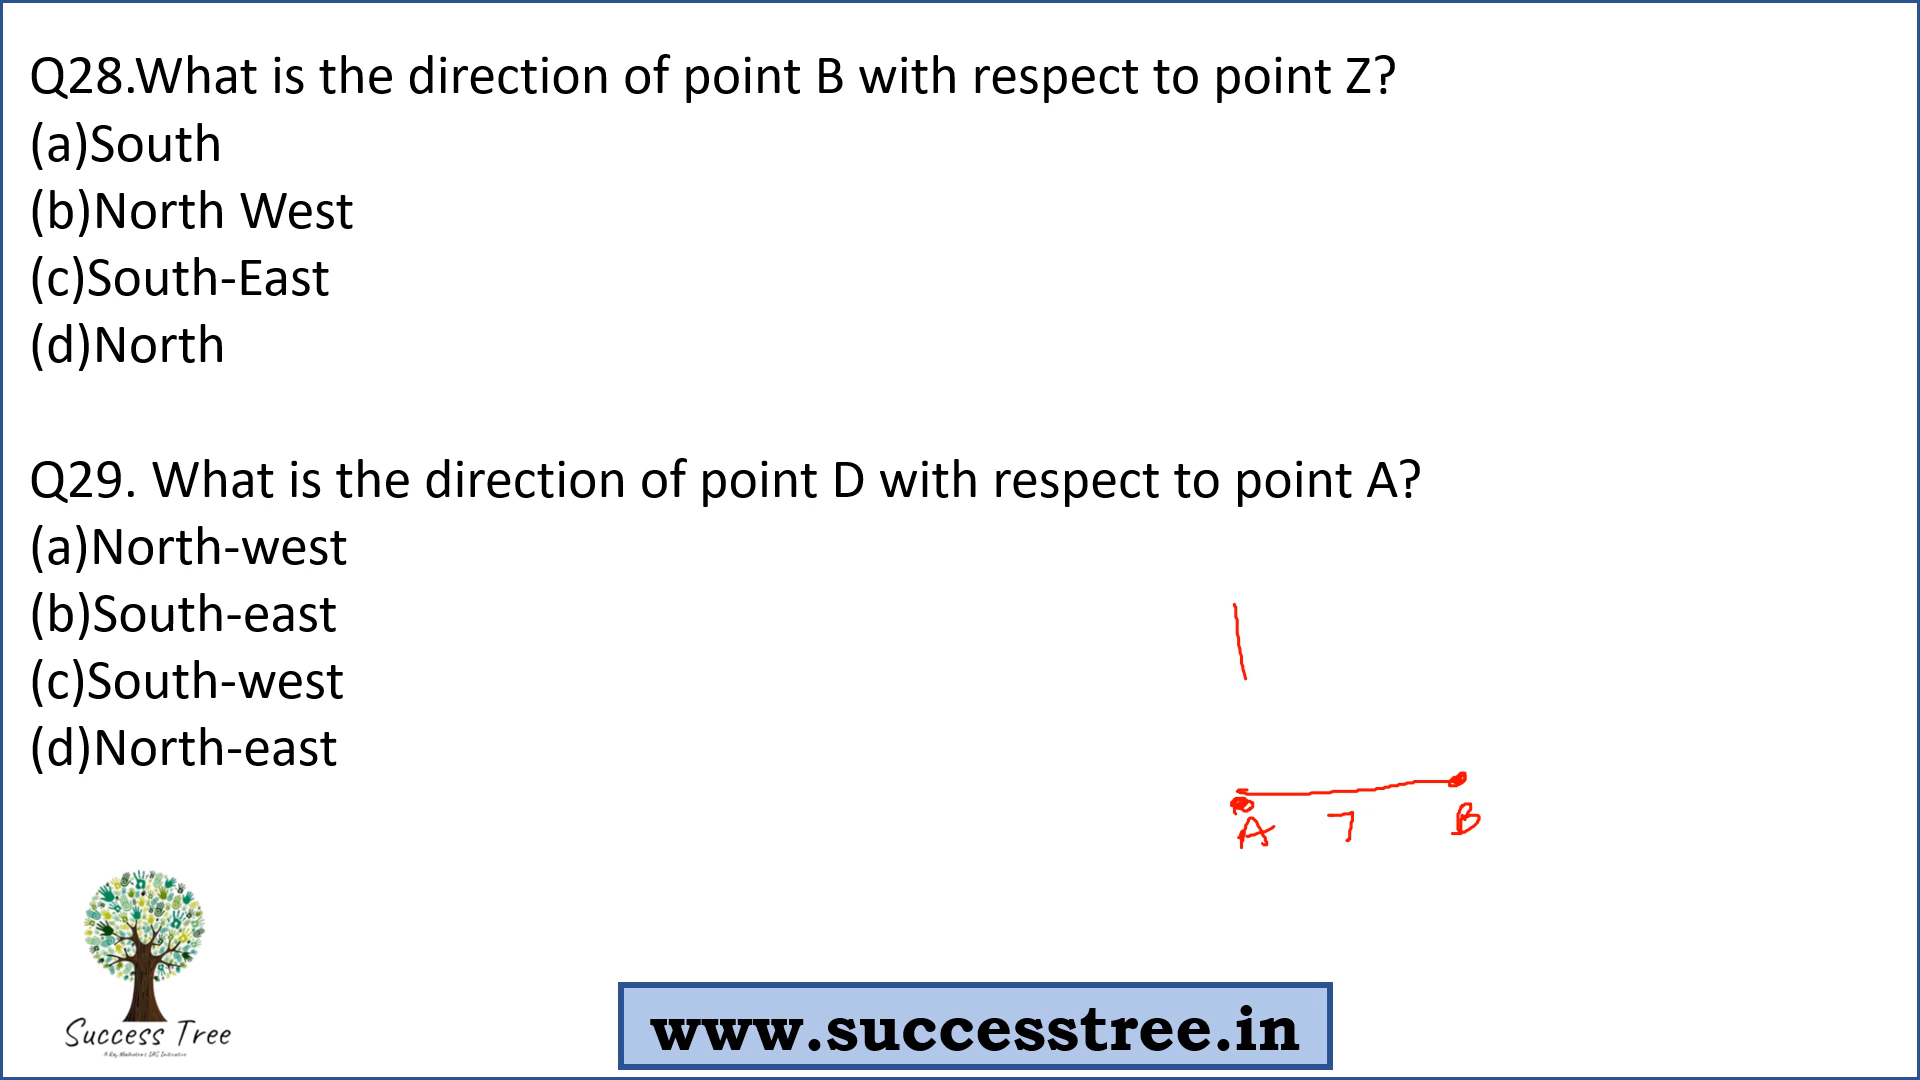 Q28.What is the direction of point B with respect to point Z?
(a)South
(b)North West
(c)South-East
(d)North
Q29. What is the direction of point D with respect to point A?
(a)North-west
(b)South-east
(c)South-west
(d)North-east
A 7 B
Success Tree
www.successtree.in